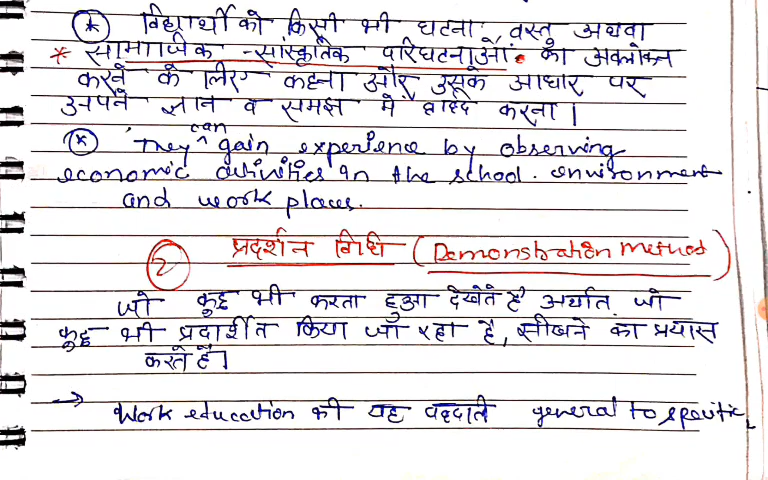 * विद्यार्थी को किसी भी घटना, वस्तु अथवा
* सामाजिक - सांस्कृतिक परिघटनाओं. का अवलोकन
करने के लिए कहना और उसके आधार पर
अपने ज्ञान व समझ में वृद्धि करना।
* They can gain experience by observing
economic activities in the school. environment
and work places.
2 प्रदर्शन विधि (Demonstration method)
जो कुछ भी करता हुआ देखते है अर्थात जो
कुछ भी प्रदर्शित किया जा रहा है, सीखने का प्रयास
करते हैं।
→ Work education की यह पद्दति general to specific